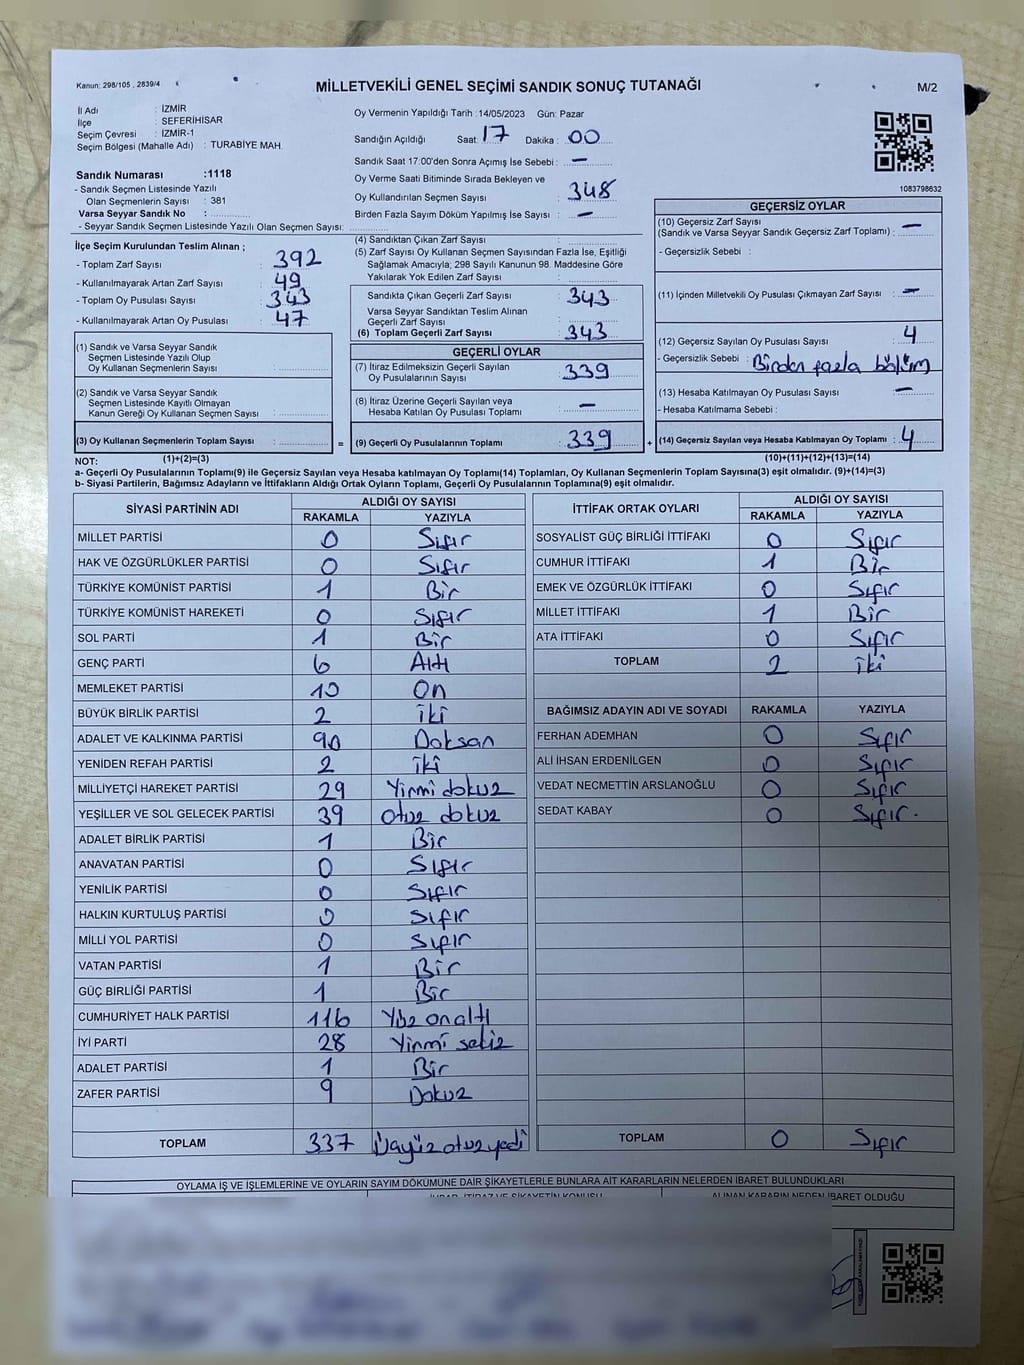 Kanun: 298/105 , 2839/4
MİLLETVEKİLİ GENEL SEÇİMİ SANDIK SONUÇ TUTANAĞI
M/2
İl Adı : İZMİR
İlçe : SEFERİHİSAR
Seçim Çevresi : İZMİR-1
Seçim Bölgesi (Mahalle Adı) : TURABİYE MAH.
Oy Vermenin Yapıldığı Tarih :14/05/2023 Gün: Pazar
Sandığın Açıldığı Saat: 17 Dakika : 00
Sandık Saat 17:00'den Sonra Açımış İse Sebebi : —
Oy Verme Saati Bitiminde Sırada Bekleyen ve
Oy Kullandırılan Seçmen Sayısı : 348
Birden Fazla Sayım Döküm Yapılmış İse Sayısı : —
Sandık Numarası :1118
- Sandık Seçmen Listesinde Yazılı
Olan Seçmenlerin Sayısı : 381
Varsa Seyyar Sandık No :
- Seyyar Sandık Seçmen Listesinde Yazılı Olan Seçmen Sayısı:
1083798632
İlçe Seçim Kurulundan Teslim Alınan ;
- Toplam Zarf Sayısı : 392
- Kullanılmayarak Artan Zarf Sayısı : 49
- Toplam Oy Pusulası Sayısı : 343
- Kullanılmayarak Artan Oy Pusulası : 47
(1) Sandık ve Varsa Seyyar Sandık
Seçmen Listesinde Yazılı Olup
Oy Kullanan Seçmenlerin Sayısı :
(2) Sandık ve Varsa Seyyar Sandık
Seçmen Listesinde Kayıtlı Olmayan
Kanun Gereği Oy Kullanan Seçmen Sayısı :
(3) Oy Kullanan Seçmenlerin Toplam Sayısı :
(4) Sandıktan Çıkan Zarf Sayısı :
(5) Zarf Sayısı Oy Kullanan Seçmen Sayısından Fazla İse, Eşitliği
Sağlamak Amacıyla; 298 Sayılı Kanunun 98. Maddesine Göre
Yakılarak Yok Edilen Zarf Sayısı :
Sandıkta Çıkan Geçerli Zarf Sayısı : 343
Varsa Seyyar Sandıktan Teslim Alınan
Geçerli Zarf Sayısı :
(6) Toplam Geçerli Zarf Sayısı : 343
GEÇERLİ OYLAR
(7) İtiraz Edilmeksizin Geçerli Sayılan
Oy Pusulalarının Sayısı : 339
(8) İtiraz Üzerine Geçerli Sayılan veya
Hesaba Katılan Oy Pusulası Toplamı : —
= (9) Geçerli Oy Pusulalarının Toplamı : 339
GEÇERSİZ OYLAR
(10) Geçersiz Zarf Sayısı
(Sandık ve Varsa Seyyar Sandık Geçersiz Zarf Toplamı) : —
- Geçersizlik Sebebi :
(11) İçinden Milletvekili Oy Pusulası Çıkmayan Zarf Sayısı : —
(12) Geçersiz Sayılan Oy Pusulası Sayısı : 4
- Geçersizlik Sebebi : Birden fazla bölüm
(13) Hesaba Katılmayan Oy Pusulası Sayısı : —
- Hesaba Katılmama Sebebi :
+ (14) Geçersiz Sayılan veya Hesaba Katılmayan Oy Toplamı : 4
NOT: (1)+(2)=(3)
(10)+(11)+(12)+(13)=(14)
a- Geçerli Oy Pusulalarının Toplamı(9) ile Geçersiz Sayılan veya Hesaba katılmayan Oy Toplamı(14) Toplamları, Oy Kullanan Seçmenlerin Toplam Sayısına(3) eşit olmalıdır. (9)+(14)=(3)
b- Siyasi Partilerin, Bağımsız Adayların ve İttifakların Aldığı Ortak Oyların Toplamı, Geçerli Oy Pusulalarının Toplamına(9) eşit olmalıdır.
SİYASİ PARTİNİN ADI ALDIĞI OY SAYISI
RAKAMLA YAZIYLA
MİLLET PARTİSİ 0 Sıfır
HAK VE ÖZGÜRLÜKLER PARTİSİ 0 Sıfır
TÜRKİYE KOMÜNİST PARTİSİ 1 Bir
TÜRKİYE KOMÜNİST HAREKETİ 0 Sıfır
SOL PARTİ 1 Bir
GENÇ PARTİ 6 Altı
MEMLEKET PARTİSİ 10 On
BÜYÜK BİRLİK PARTİSİ 2 İki
ADALET VE KALKINMA PARTİSİ 90 Doksan
YENİDEN REFAH PARTİSİ 2 İki
MİLLİYETÇİ HAREKET PARTİSİ 29 Yirmi dokuz
YEŞİLLER VE SOL GELECEK PARTİSİ 39 otuz dokuz
ADALET BİRLİK PARTİSİ 1 Bir
ANAVATAN PARTİSİ 0 Sıfır
YENİLİK PARTİSİ 0 Sıfır
HALKIN KURTULUŞ PARTİSİ 0 Sıfır
MİLLİ YOL PARTİSİ 0 Sıfır
VATAN PARTİSİ 1 Bir
GÜÇ BİRLİĞİ PARTİSİ 1 Bir
CUMHURİYET HALK PARTİSİ 116 Yüz onaltı
İYİ PARTİ 28 Yirmi sekiz
ADALET PARTİSİ 1 Bir
ZAFER PARTİSİ 9 Dokuz
TOPLAM 337 Üçyüz otuz yedi
İTTİFAK ORTAK OYLARI ALDIĞI OY SAYISI
RAKAMLA YAZIYLA
SOSYALİST GÜÇ BİRLİĞİ İTTİFAKI 0 Sıfır
CUMHUR İTTİFAKI 1 Bir
EMEK VE ÖZGÜRLÜK İTTİFAKI 0 Sıfır
MİLLET İTTİFAKI 1 Bir
ATA İTTİFAKI 0 Sıfır
TOPLAM 2 İki
BAĞIMSIZ ADAYIN ADI VE SOYADI RAKAMLA YAZIYLA
FERHAN ADEMHAN 0 Sıfır
ALİ İHSAN ERDENİLGEN 0 Sıfır
VEDAT NECMETTİN ARSLANOĞLU 0 Sıfır
SEDAT KABAY 0 Sıfır.
TOPLAM 0 Sıfır
OYLAMA İŞ VE İŞLEMLERİNE VE OYLARIN SAYIM DÖKÜMÜNE DAİR ŞİKAYETLERLE BUNLARA AİT KARARLARIN NELERDEN İBARET BULUNDUKLARI
İHBAR, İTİRAZ VE ŞİKAYETİN KONUSU ALINAN KARARIN NEDEN İBARET OLDUĞU